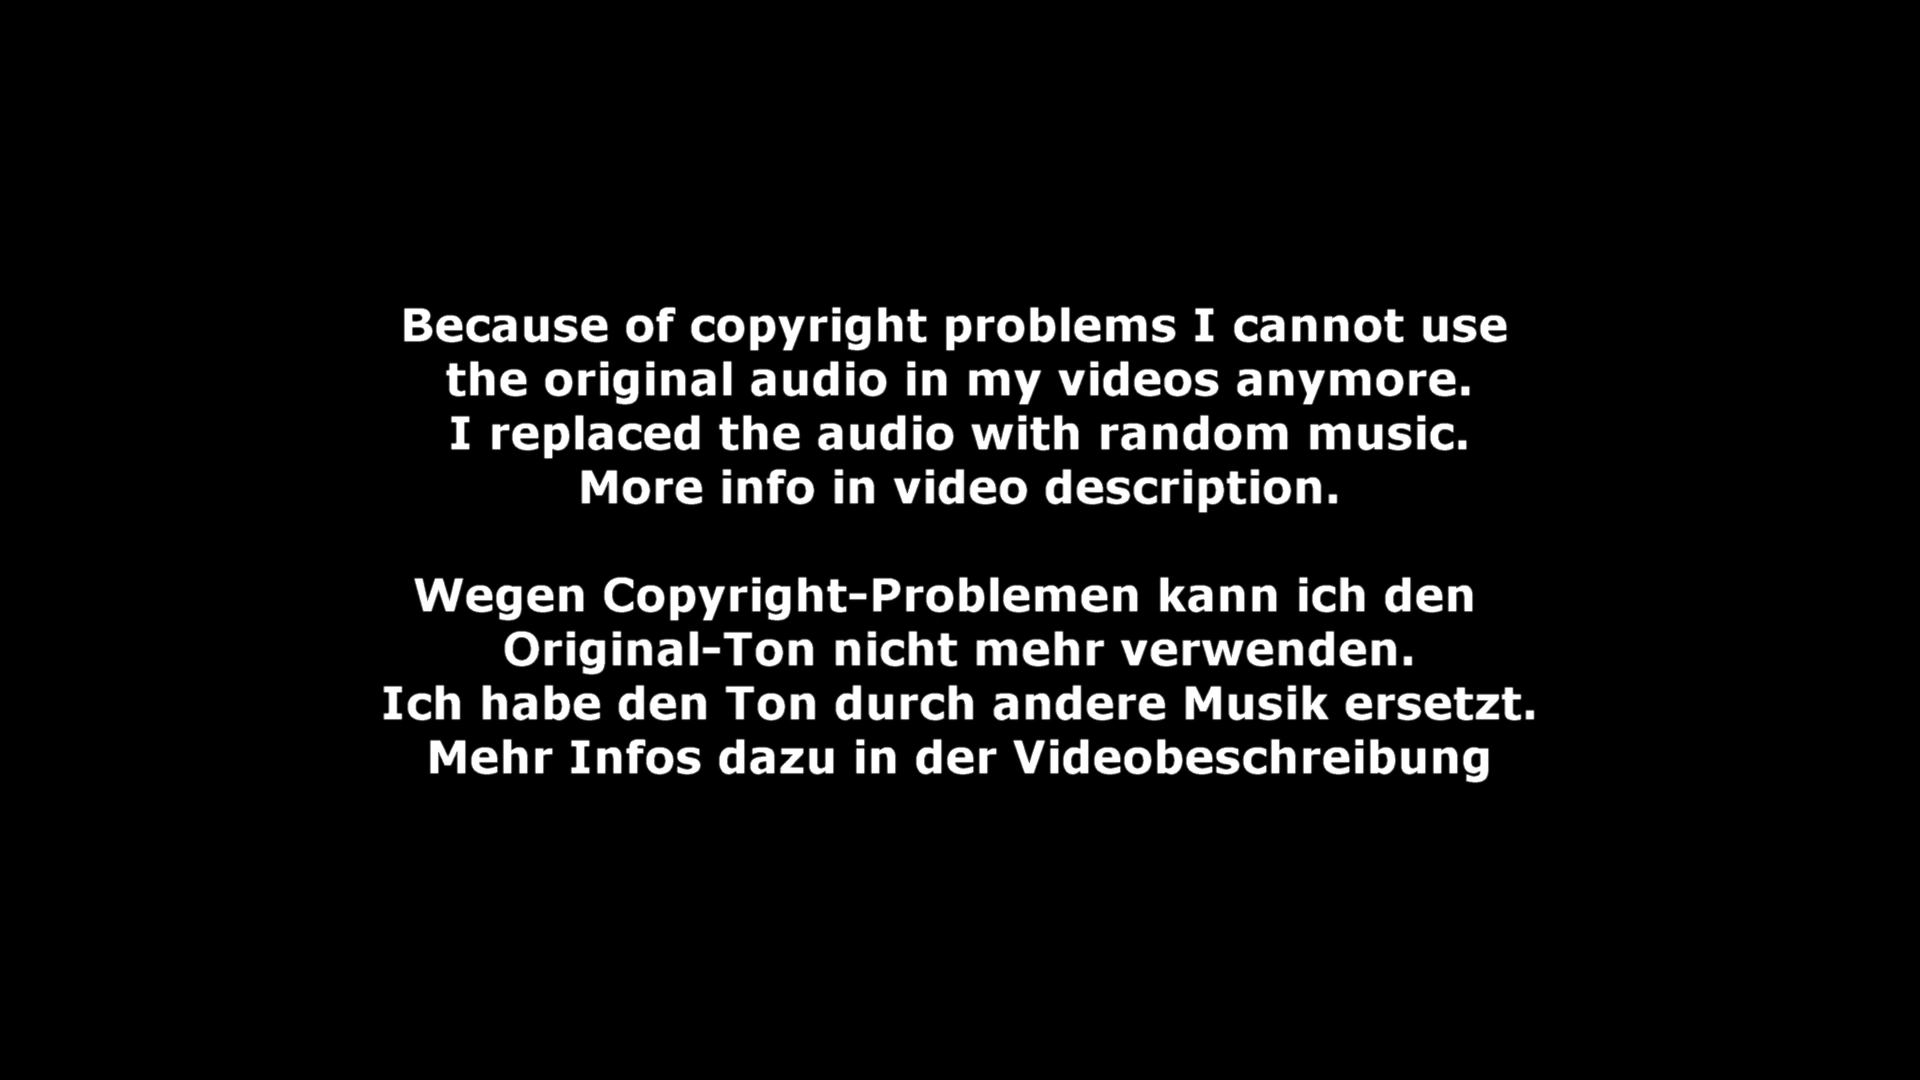 Because of copyright problems I cannot use
the original audio in my videos anymore.
I replaced the audio with random music.
More info in video description.
Wegen Copyright-Problemen kann ich den
Original-Ton nicht mehr verwenden.
Ich habe den Ton durch andere Musik ersetzt.
Mehr Infos dazu in der Videobeschreibung